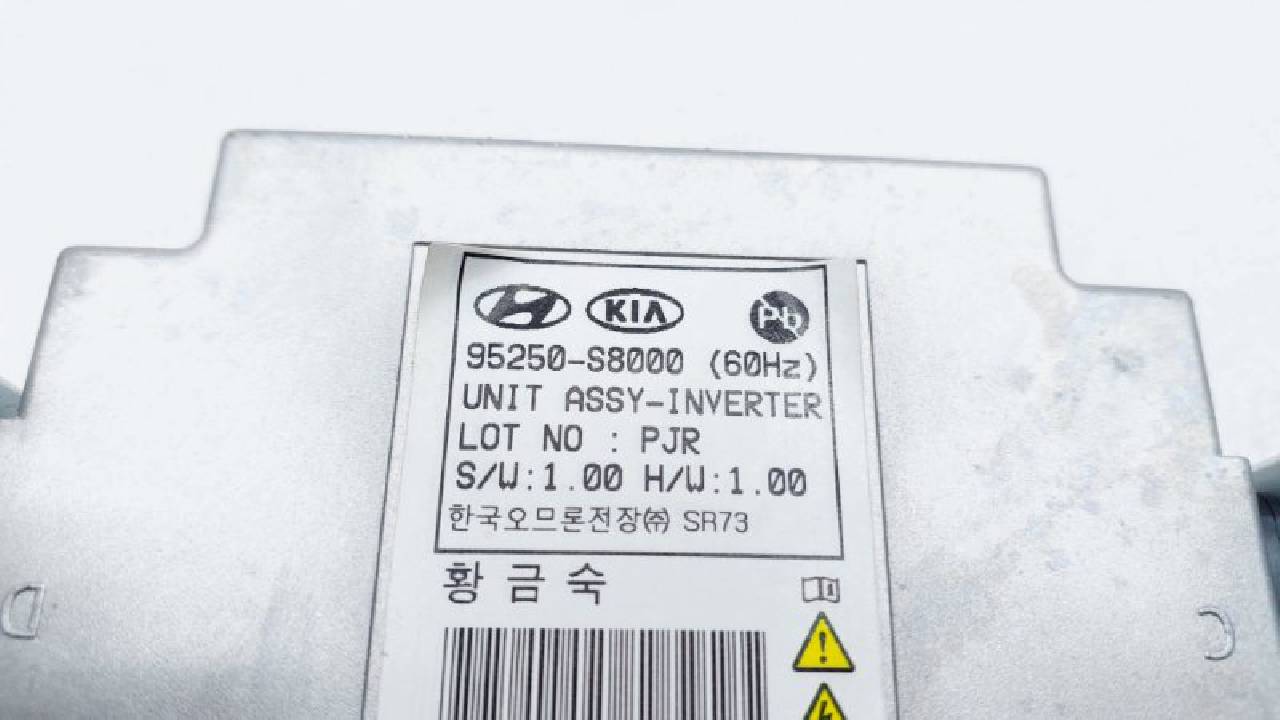 KIA Pb
95250-S8000 (60Hz)
UNIT ASSY-INVERTER
LOT NO : PJR
S/W:1.00 H/W:1.00
한국오므론전장㈜ SR73
황금숙
D
C